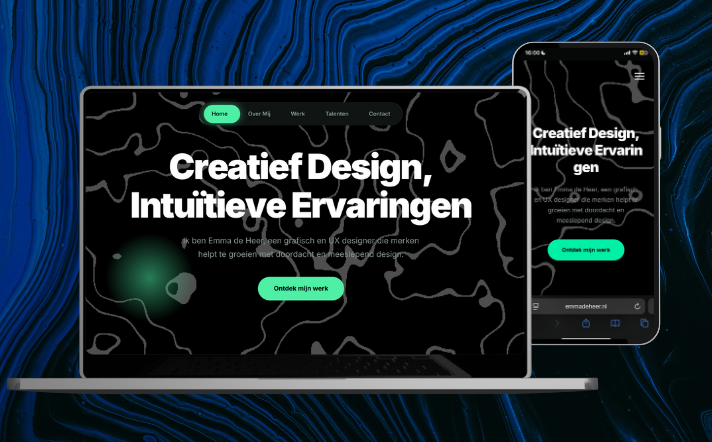 Home Over Mij Werk Talenten Contact
Creatief Design,
Intuïtieve Ervaringen
Ik ben Emma de Heer, een grafisch en UX designer die merken
helpt te groeien met doordacht en meeslepend design.
Ontdek mijn werk
16:00
Creatief Design,
Intuïtieve Ervarin
gen
Ik ben Emma de Heer, een grafisch
en UX designer die merken helpt te
groeien met doordacht en
meeslepend design.
Ontdek mijn werk
emmadeheer.nl